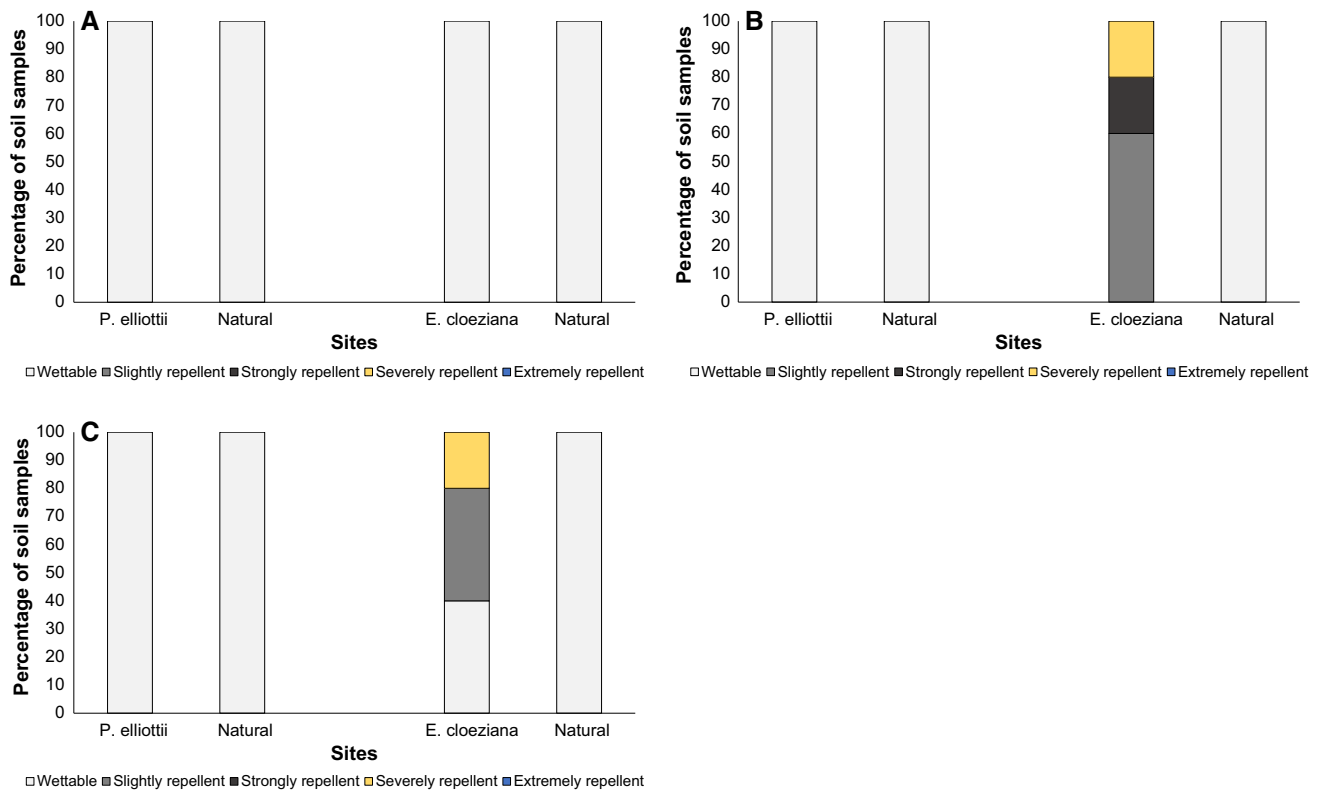 A
Percentage of soil samples
100
90
80
70
60
50
40
30
20
10
0
P. elliottii Natural E. cloeziana Natural
Sites
Wettable Slightly repellent Strongly repellent Severely repellent Extremely repellent
B
Percentage of soil samples
100
90
80
70
60
50
40
30
20
10
0
P. elliottii Natural E. cloeziana Natural
Sites
Wettable Slightly repellent Strongly repellent Severely repellent Extremely repellent
C
Percentage of soil samples
100
90
80
70
60
50
40
30
20
10
0
P. elliottii Natural E. cloeziana Natural
Sites
Wettable Slightly repellent Strongly repellent Severely repellent Extremely repellent